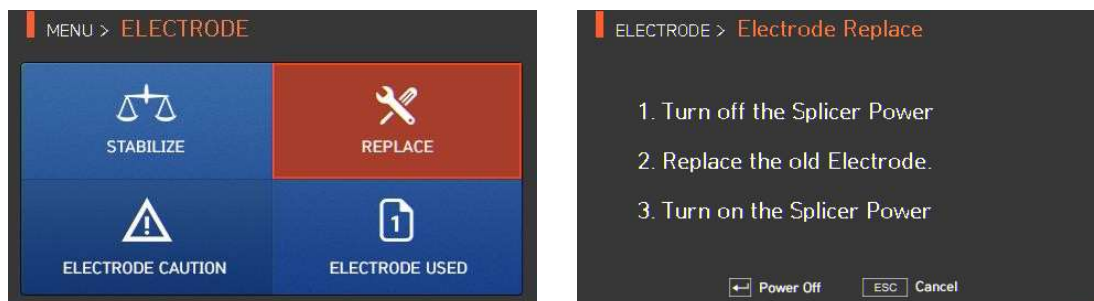 MENU > ELECTRODE
STABILIZE
REPLACE
ELECTRODE CAUTION
1
ELECTRODE USED
ELECTRODE > Electrode Replace
1. Turn off the Splicer Power
2. Replace the old Electrode.
3. Turn on the Splicer Power
Power Off ESC Cancel